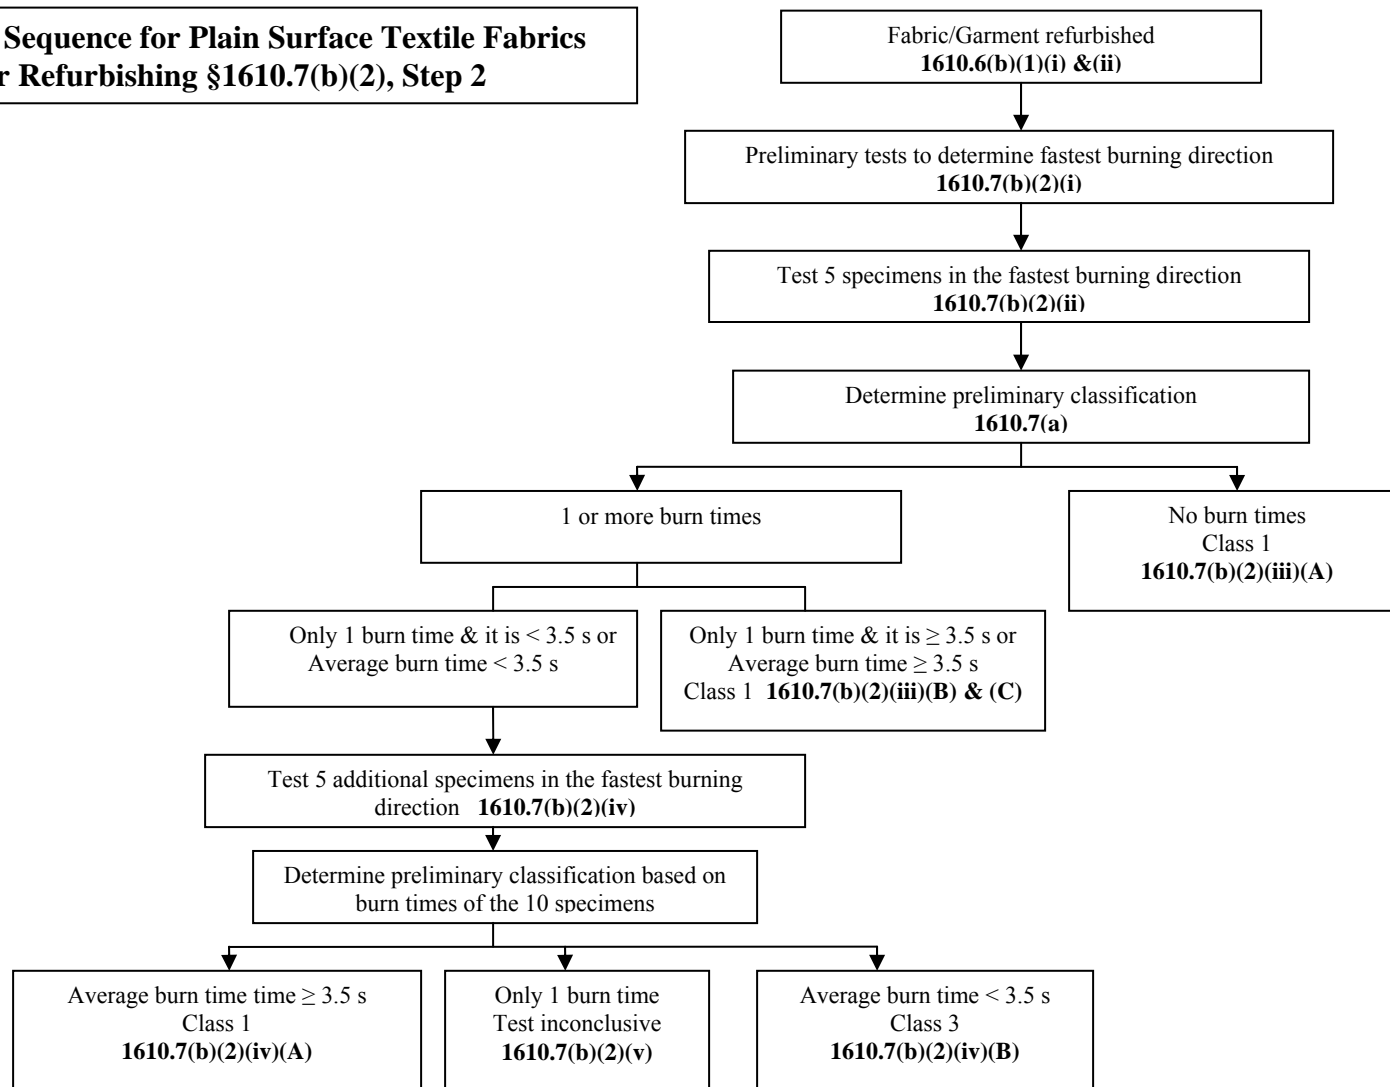 Sequence for Plain Surface Textile Fabrics
r Refurbishing §1610.7(b)(2), Step 2
Fabric/Garment refurbished
1610.6(b)(1)(i) &(ii)
Preliminary tests to determine fastest burning direction
1610.7(b)(2)(i)
Test 5 specimens in the fastest burning direction
1610.7(b)(2)(ii)
Determine preliminary classification
1610.7(a)
1 or more burn times
No burn times
Class 1
1610.7(b)(2)(iii)(A)
Only 1 burn time & it is < 3.5 s or
Average burn time < 3.5 s
Only 1 burn time & it is ≥ 3.5 s or
Average burn time ≥ 3.5 s
Class 1 1610.7(b)(2)(iii)(B) & (C)
Test 5 additional specimens in the fastest burning
direction 1610.7(b)(2)(iv)
Determine preliminary classification based on
burn times of the 10 specimens
Average burn time time ≥ 3.5 s
Class 1
1610.7(b)(2)(iv)(A)
Only 1 burn time
Test inconclusive
1610.7(b)(2)(v)
Average burn time < 3.5 s
Class 3
1610.7(b)(2)(iv)(B)